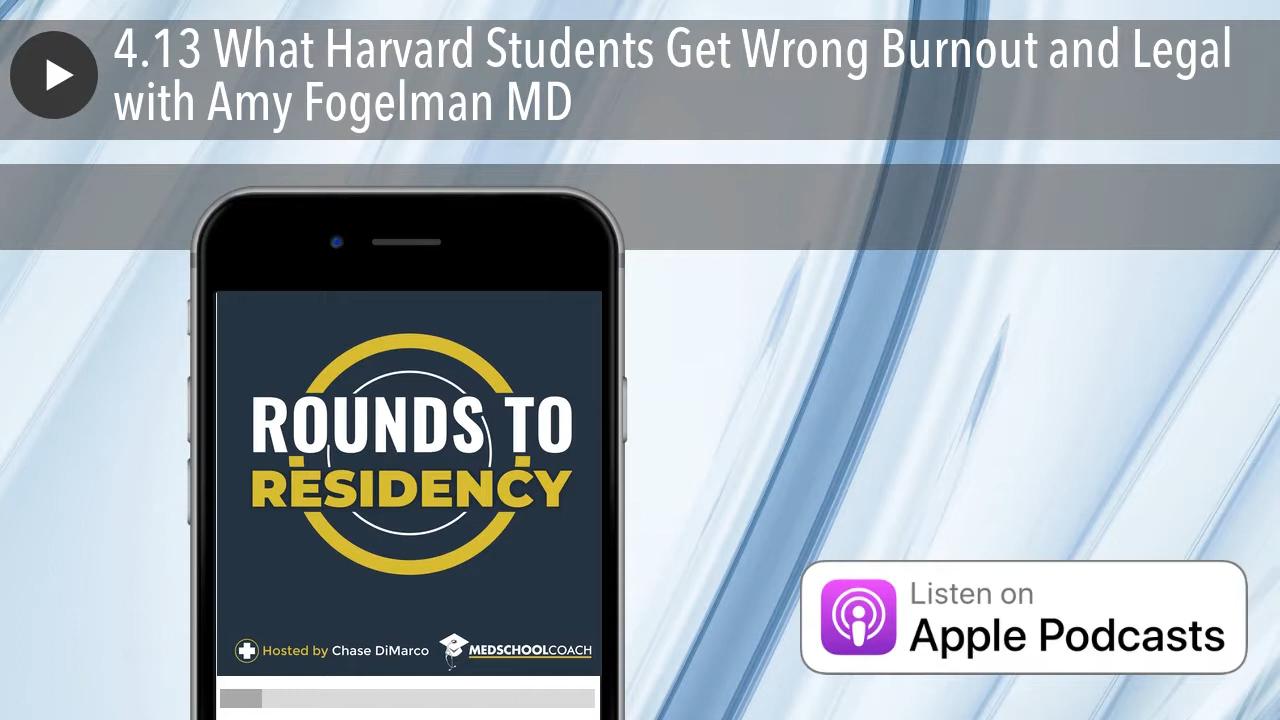 4.13 What Harvard Students Get Wrong Burnout and Legal
with Amy Fogelman MD
ROUNDS TO
RESIDENCY
Hosted by Chase DiMarco
MEDSCHOOLCOACH
Listen on
Apple Podcasts